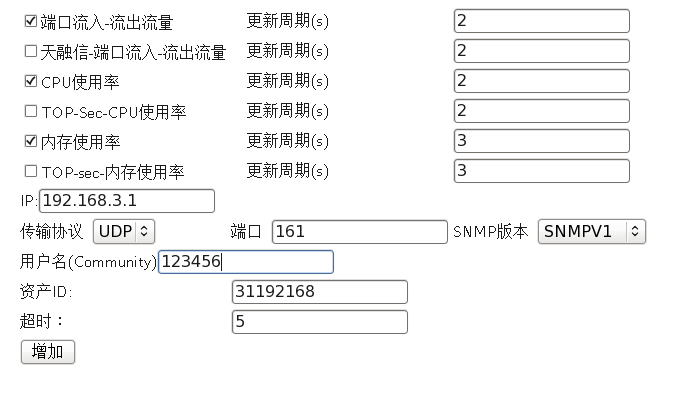 端口流入-流出流量 更新周期(s) 2
天融信-端口流入-流出流量 更新周期(s) 2
CPU使用率 更新周期(s) 2
TOP-Sec-CPU使用率 更新周期(s) 2
内存使用率 更新周期(s) 3
TOP-sec-内存使用率 更新周期(s) 3
IP: 192.168.3.1
传输协议 UDP 端口 161 SNMP版本 SNMPV1
用户名(Community) 123456
资产ID: 31192168
超时： 5
增加